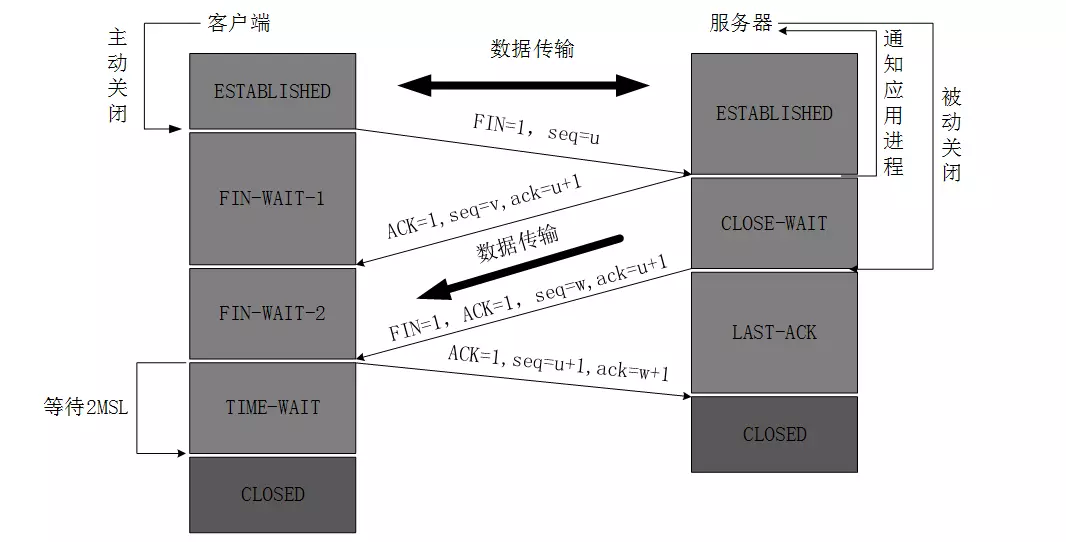 客户端
服务器
主动关闭
数据传输
通知应用进程
被动关闭
ESTABLISHED
ESTABLISHED
FIN=1, seq=u
FIN-WAIT-1
ACK=1,seq=v,ack=u+1
CLOSE-WAIT
数据传输
FIN=1, ACK=1, seq=w,ack=u+1
FIN-WAIT-2
LAST-ACK
ACK=1,seq=u+1,ack=w+1
等待2MSL
TIME-WAIT
CLOSED
CLOSED